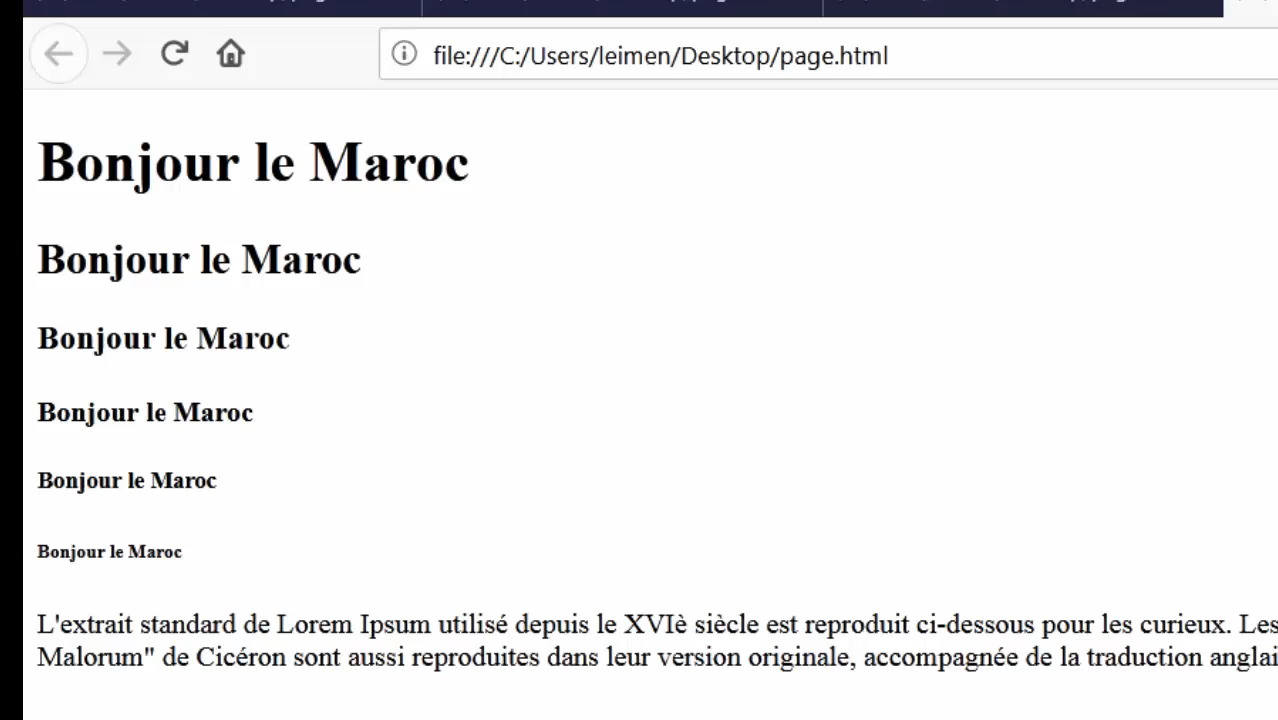 file:///C:/Users/leimen/Desktop/page.html
Bonjour le Maroc
Bonjour le Maroc
Bonjour le Maroc
Bonjour le Maroc
Bonjour le Maroc
Bonjour le Maroc
L'extrait standard de Lorem Ipsum utilisé depuis le XVIè siècle est reproduit ci-dessous pour les curieux. Les
Malorum" de Cicéron sont aussi reproduites dans leur version originale, accompagnée de la traduction anglai